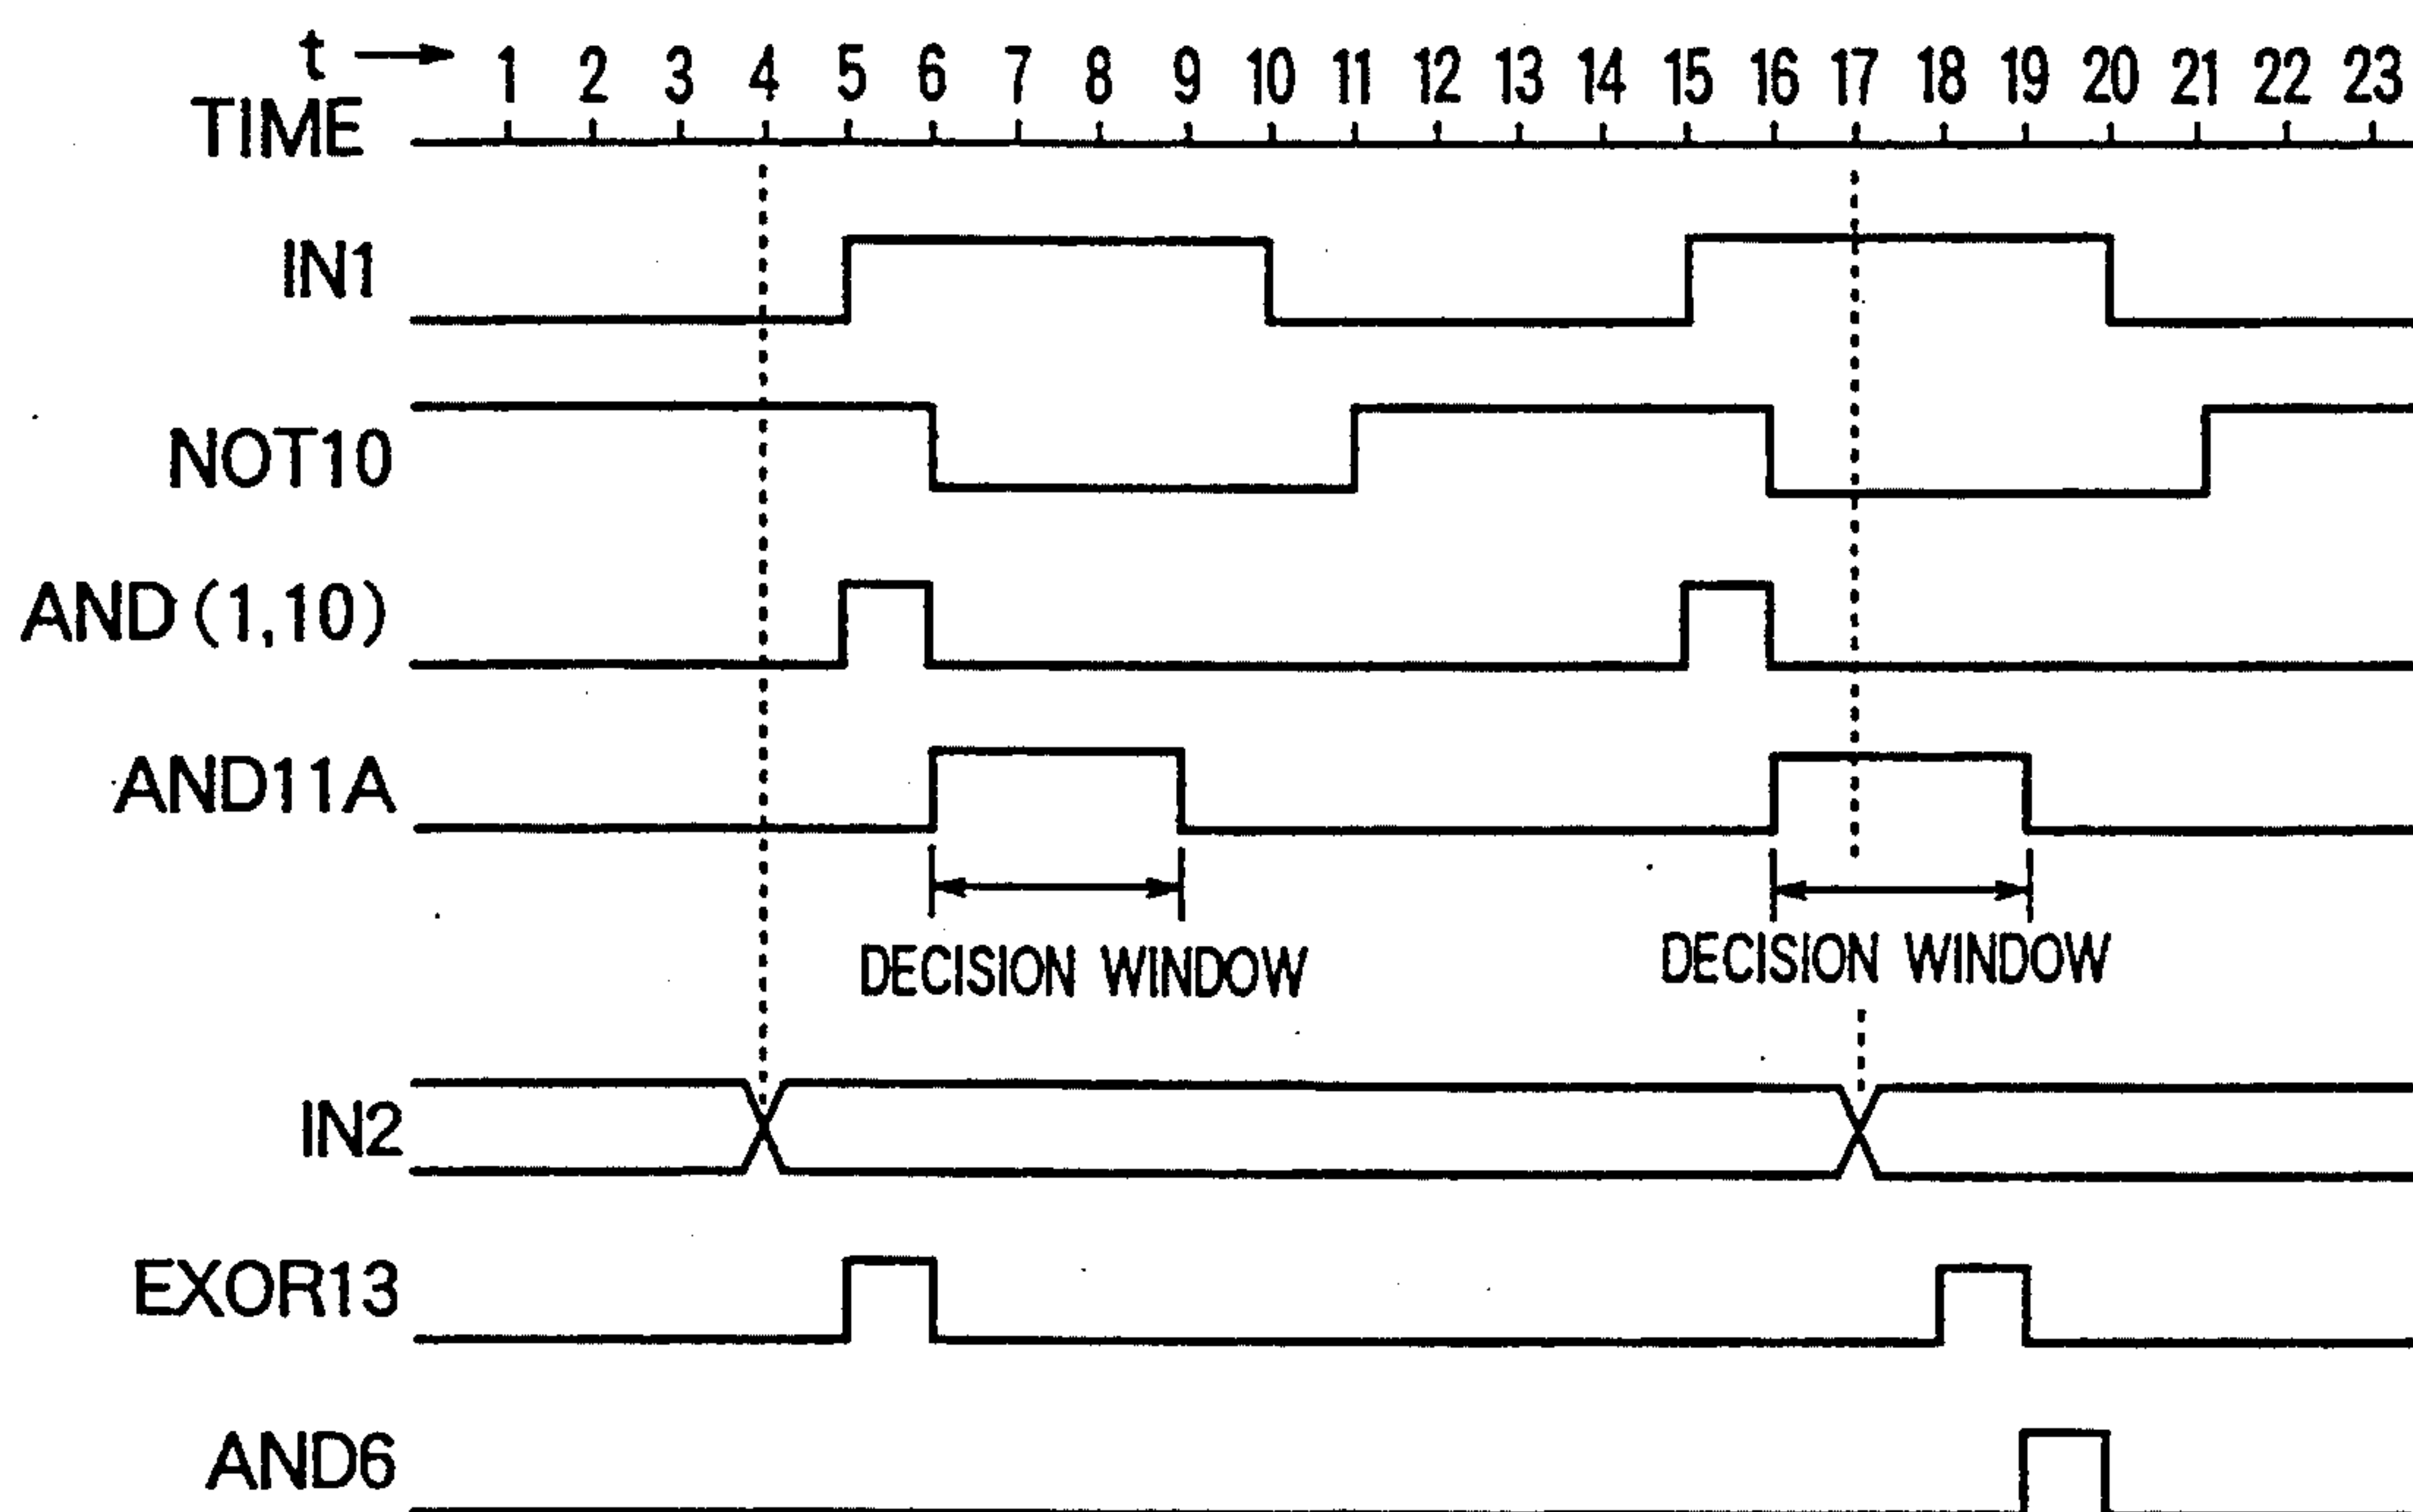 t 1 2 3 4 5 6 7 8 9 10 11 12 13 14 15 16 17 18 19 20 21 22 23
TIME
IN1
NOT10
AND(1,10)
AND11A
DECISION WINDOW DECISION WINDOW
IN2
EXOR13
AND6